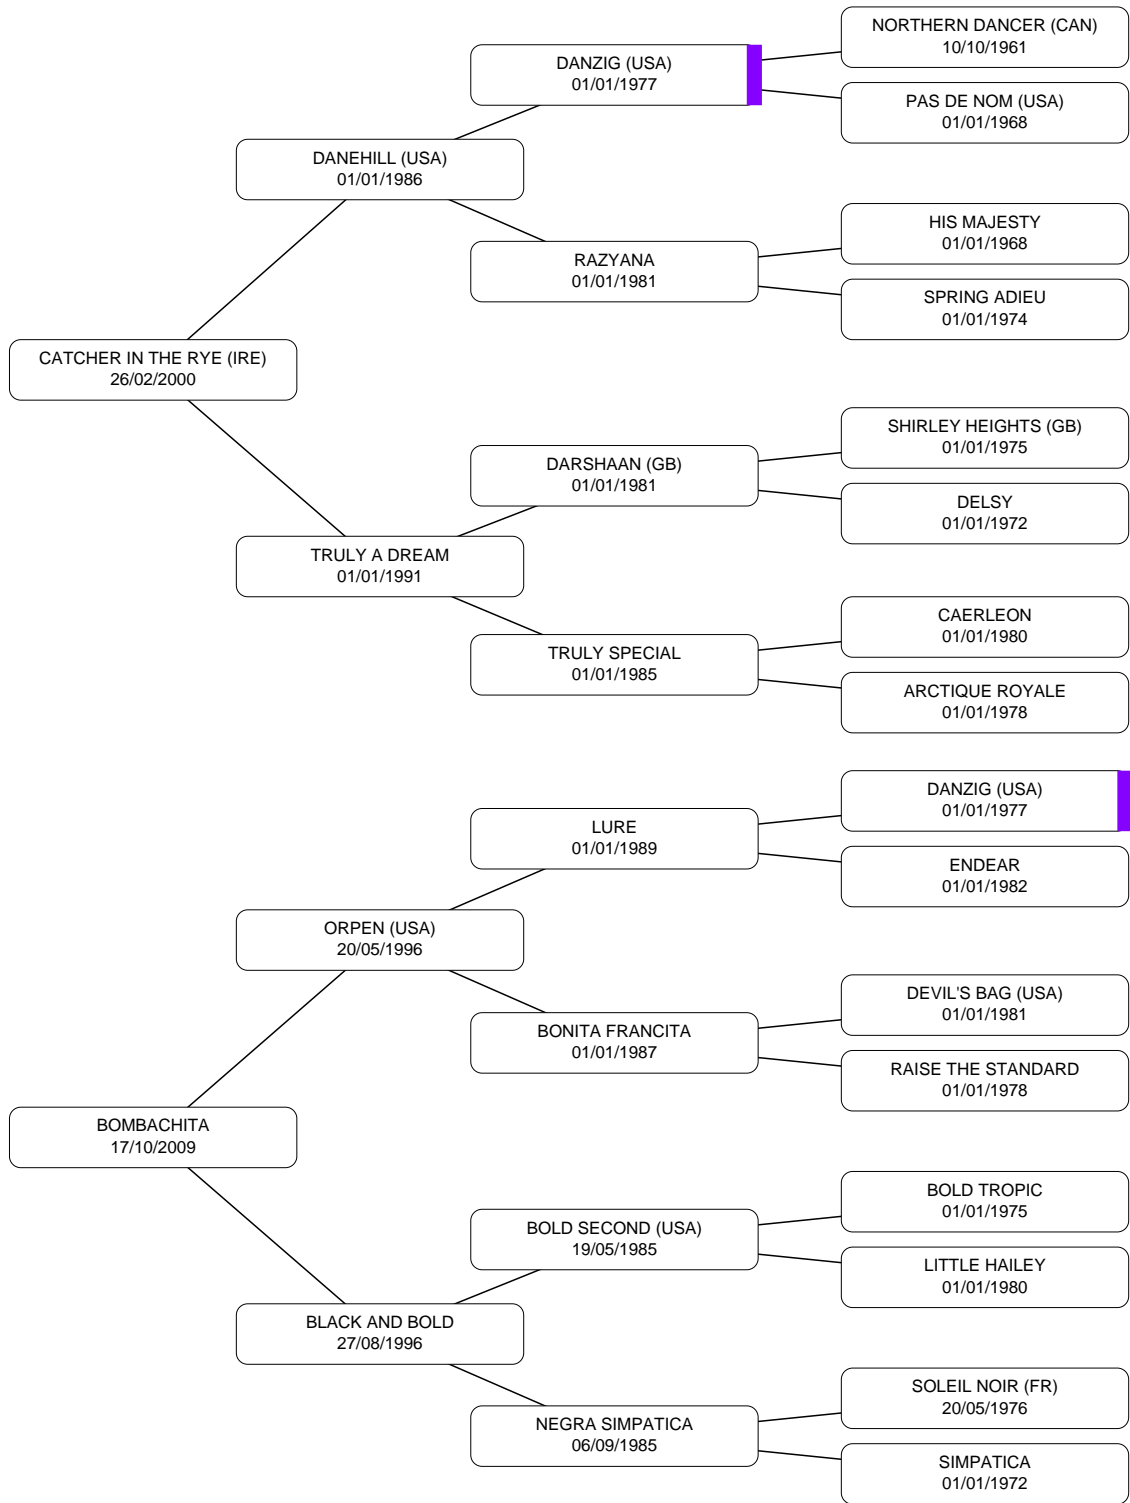 NORTHERN DANCER (CAN)
10/10/1961
DANZIG (USA)
01/01/1977
PAS DE NOM (USA)
01/01/1968
DANEHILL (USA)
01/01/1986
HIS MAJESTY
01/01/1968
RAZYANA
01/01/1981
SPRING ADIEU
01/01/1974
CATCHER IN THE RYE (IRE)
26/02/2000
SHIRLEY HEIGHTS (GB)
01/01/1975
DARSHAAN (GB)
01/01/1981
DELSY
01/01/1972
TRULY A DREAM
01/01/1991
CAERLEON
01/01/1980
TRULY SPECIAL
01/01/1985
ARCTIQUE ROYALE
01/01/1978
DANZIG (USA)
01/01/1977
LURE
01/01/1989
ENDEAR
01/01/1982
ORPEN (USA)
20/05/1996
DEVIL'S BAG (USA)
01/01/1981
BONITA FRANCITA
01/01/1987
RAISE THE STANDARD
01/01/1978
BOMBACHITA
17/10/2009
BOLD TROPIC
01/01/1975
BOLD SECOND (USA)
19/05/1985
LITTLE HAILEY
01/01/1980
BLACK AND BOLD
27/08/1996
SOLEIL NOIR (FR)
20/05/1976
NEGRA SIMPATICA
06/09/1985
SIMPATICA
01/01/1972